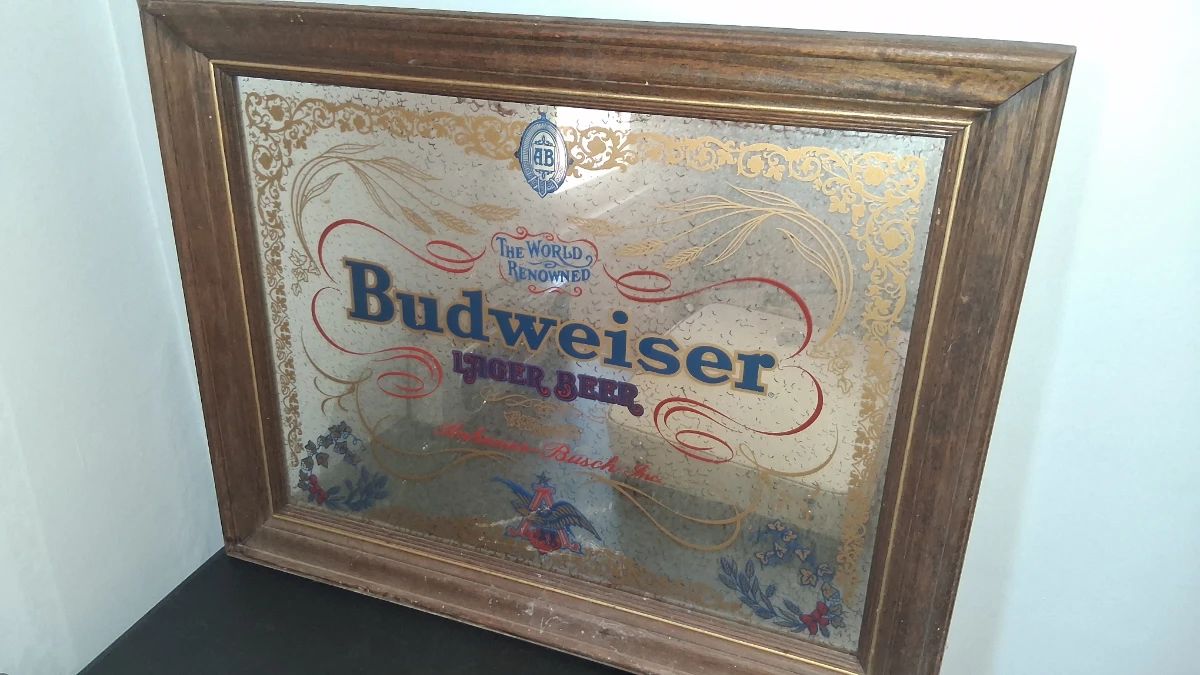 AB
THE WORLD
RENOWNED
Budweiser
LAGER BEER
Anheuser-Busch, Inc.